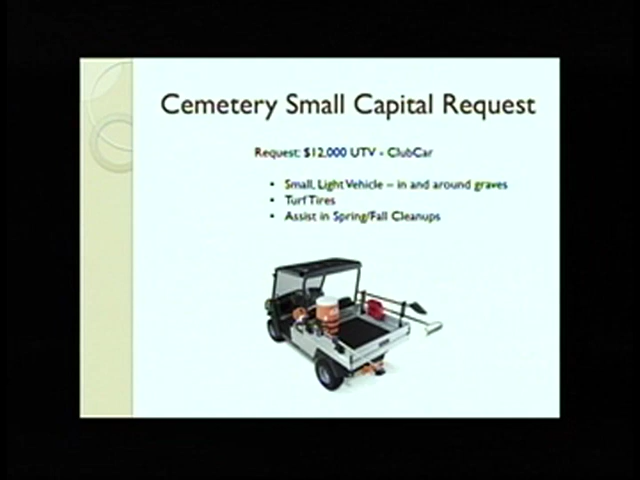 Cemetery Small Capital Request
Request: $12,000 UTV - ClubCar
• Small, Light Vehicle – in and around graves
• Turf Tires
• Assist in Spring/Fall Cleanups